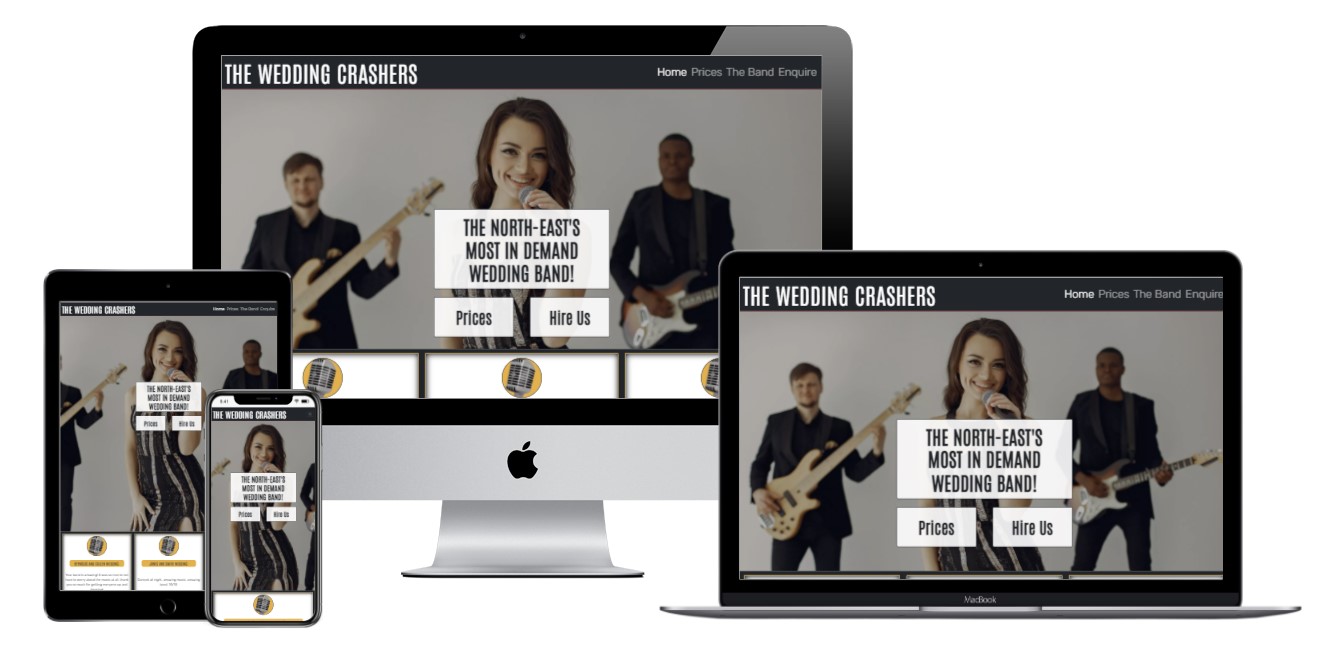 THE WEDDING CRASHERS
Home Prices The Band Enquire
THE NORTH-EAST'S
MOST IN DEMAND
WEDDING BAND!
Prices Hire Us
THE WEDDING CRASHERS
Home Prices The Band Enquire
THE NORTH-EAST'S
MOST IN DEMAND
WEDDING BAND!
Prices Hire Us
MacBook
THE WEDDING CRASHERS
Home Prices The Band Enquire
THE NORTH-EAST'S
MOST IN DEMAND
WEDDING BAND!
Prices Hire Us
9:41
THE WEDDING CRASHERS
THE NORTH-EAST'S
MOST IN DEMAND
WEDDING BAND!
Prices Hire Us